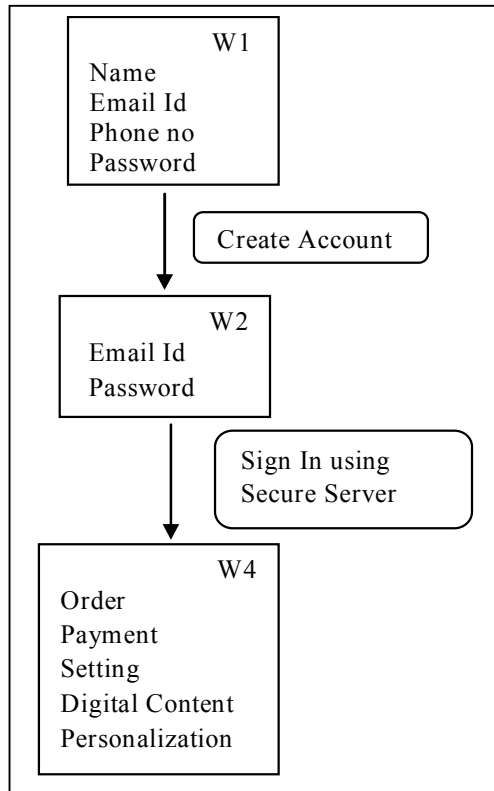 W1
Name
Email Id
Phone no
Password
Create Account
W2
Email Id
Password
Sign In using
Secure Server
W4
Order
Payment
Setting
Digital Content
Personalization